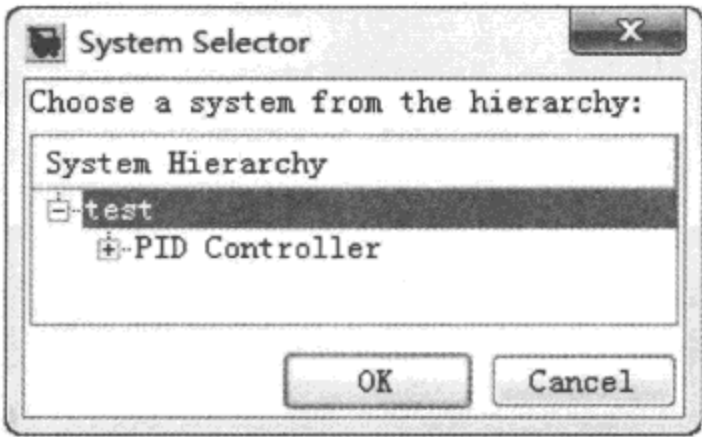 System Selector
Choose a system from the hierarchy:
System Hierarchy
test
PID Controller
OK
Cancel